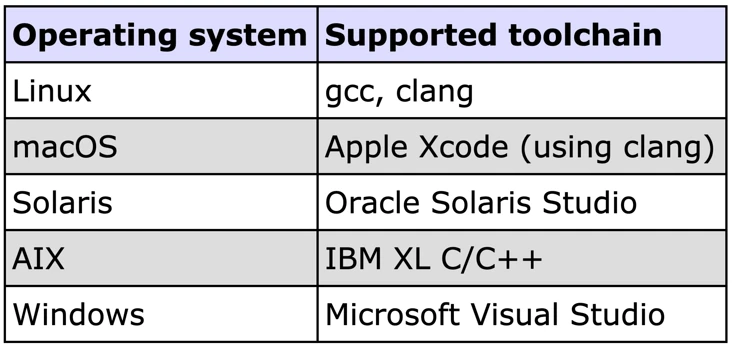 Operating system Supported toolchain
Linux gcc, clang
macOS Apple Xcode (using clang)
Solaris Oracle Solaris Studio
AIX IBM XL C/C++
Windows Microsoft Visual Studio